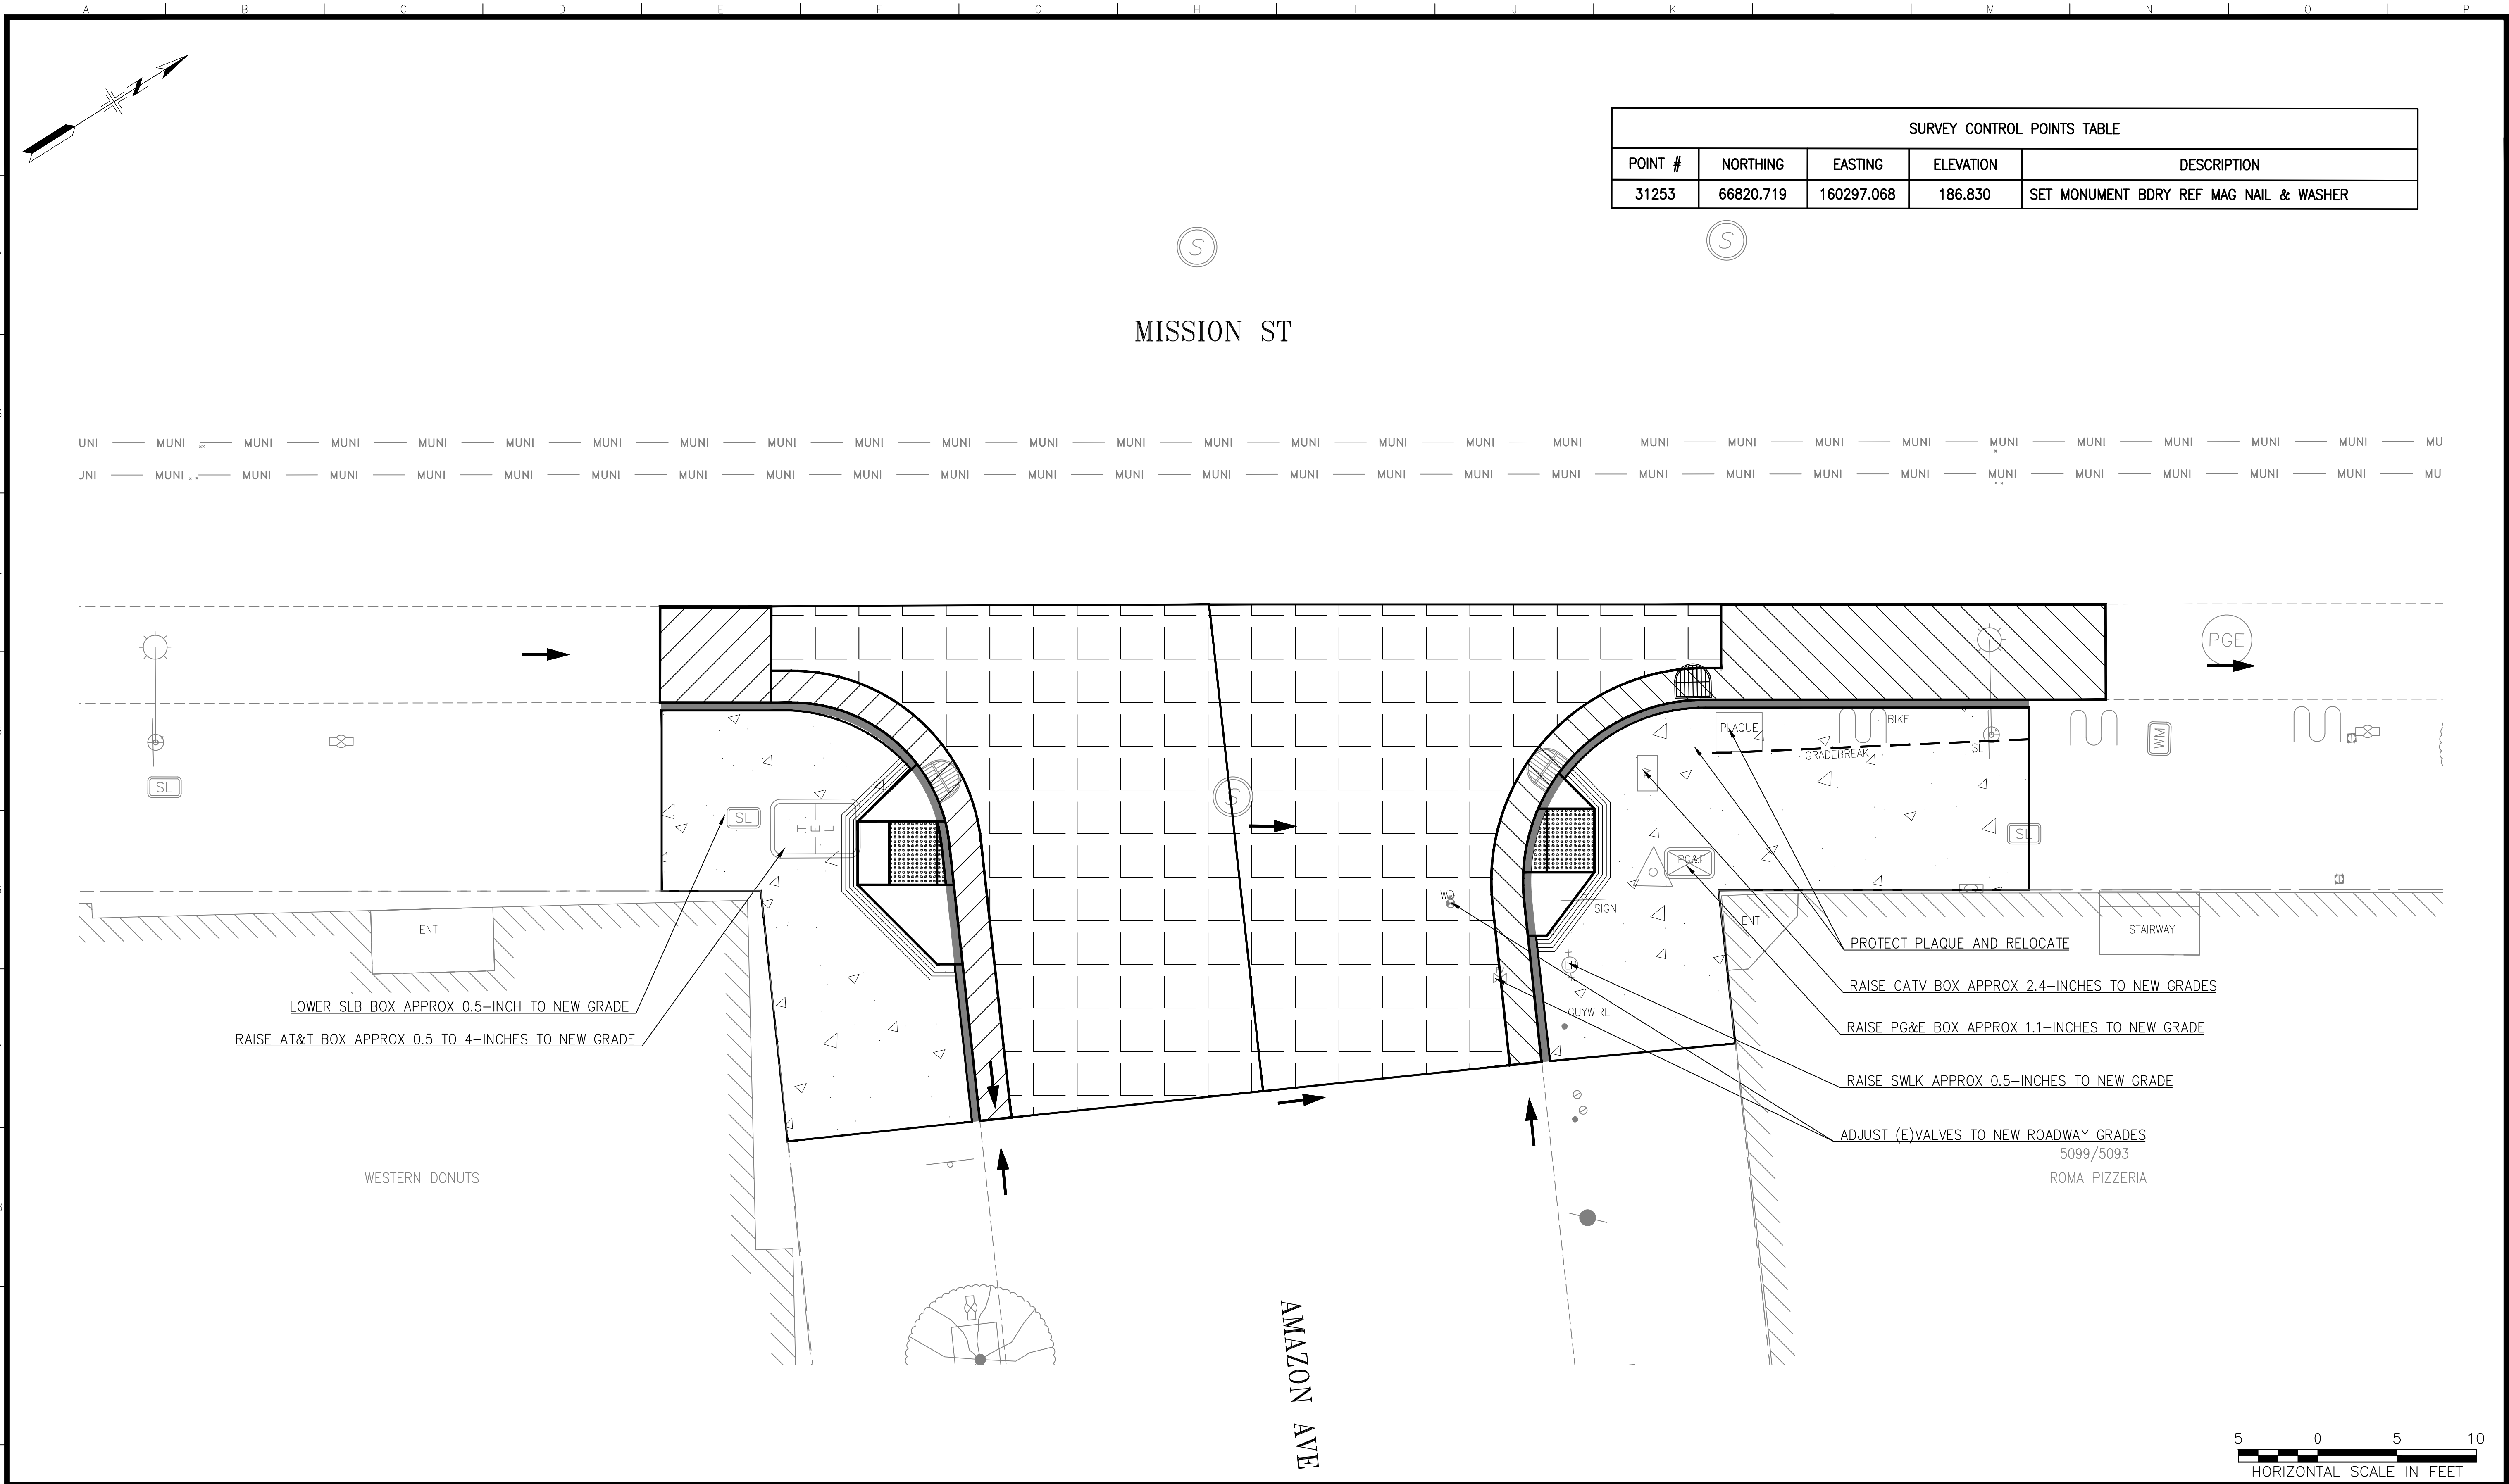 A B C D E F G H I J K L M N O P
N
SURVEY CONTROL POINTS TABLE
POINT # NORTHING EASTING ELEVATION DESCRIPTION
31253 66820.719 160297.068 186.830 SET MONUMENT BDRY REF MAG NAIL & WASHER
S S
MISSION ST
UNI MUNI MUNI MUNI MUNI MUNI MUNI MUNI MUNI MUNI MUNI MUNI MUNI MUNI MUNI MUNI MUNI MUNI MUNI MUNI MUNI MUNI MUNI MUNI MUNI MUNI MUNI MU
JNI MUNI MUNI MUNI MUNI MUNI MUNI MUNI MUNI MUNI MUNI MUNI MUNI MUNI MUNI MUNI MUNI MUNI MUNI MUNI MUNI MUNI MUNI MUNI MUNI MUNI MUNI MU
PGE
PLAQUE
BIKE
GRADEBREAK
SL
WM
SL
SL
TEL
S
SL
PG&E
WD
SIGN
ENT
ENT
STAIRWAY
PROTECT PLAQUE AND RELOCATE
LP
RAISE CATV BOX APPROX 2.4-INCHES TO NEW GRADES
LOWER SLB BOX APPROX 0.5-INCH TO NEW GRADE
GUYWIRE
RAISE PG&E BOX APPROX 1.1-INCHES TO NEW GRADE
RAISE AT&T BOX APPROX 0.5 TO 4-INCHES TO NEW GRADE
RAISE SWLK APPROX 0.5-INCHES TO NEW GRADE
ADJUST (E)VALVES TO NEW ROADWAY GRADES
5099/5093
WESTERN DONUTS
ROMA PIZZERIA
AMAZON AVE
5 0 5 10
HORIZONTAL SCALE IN FEET